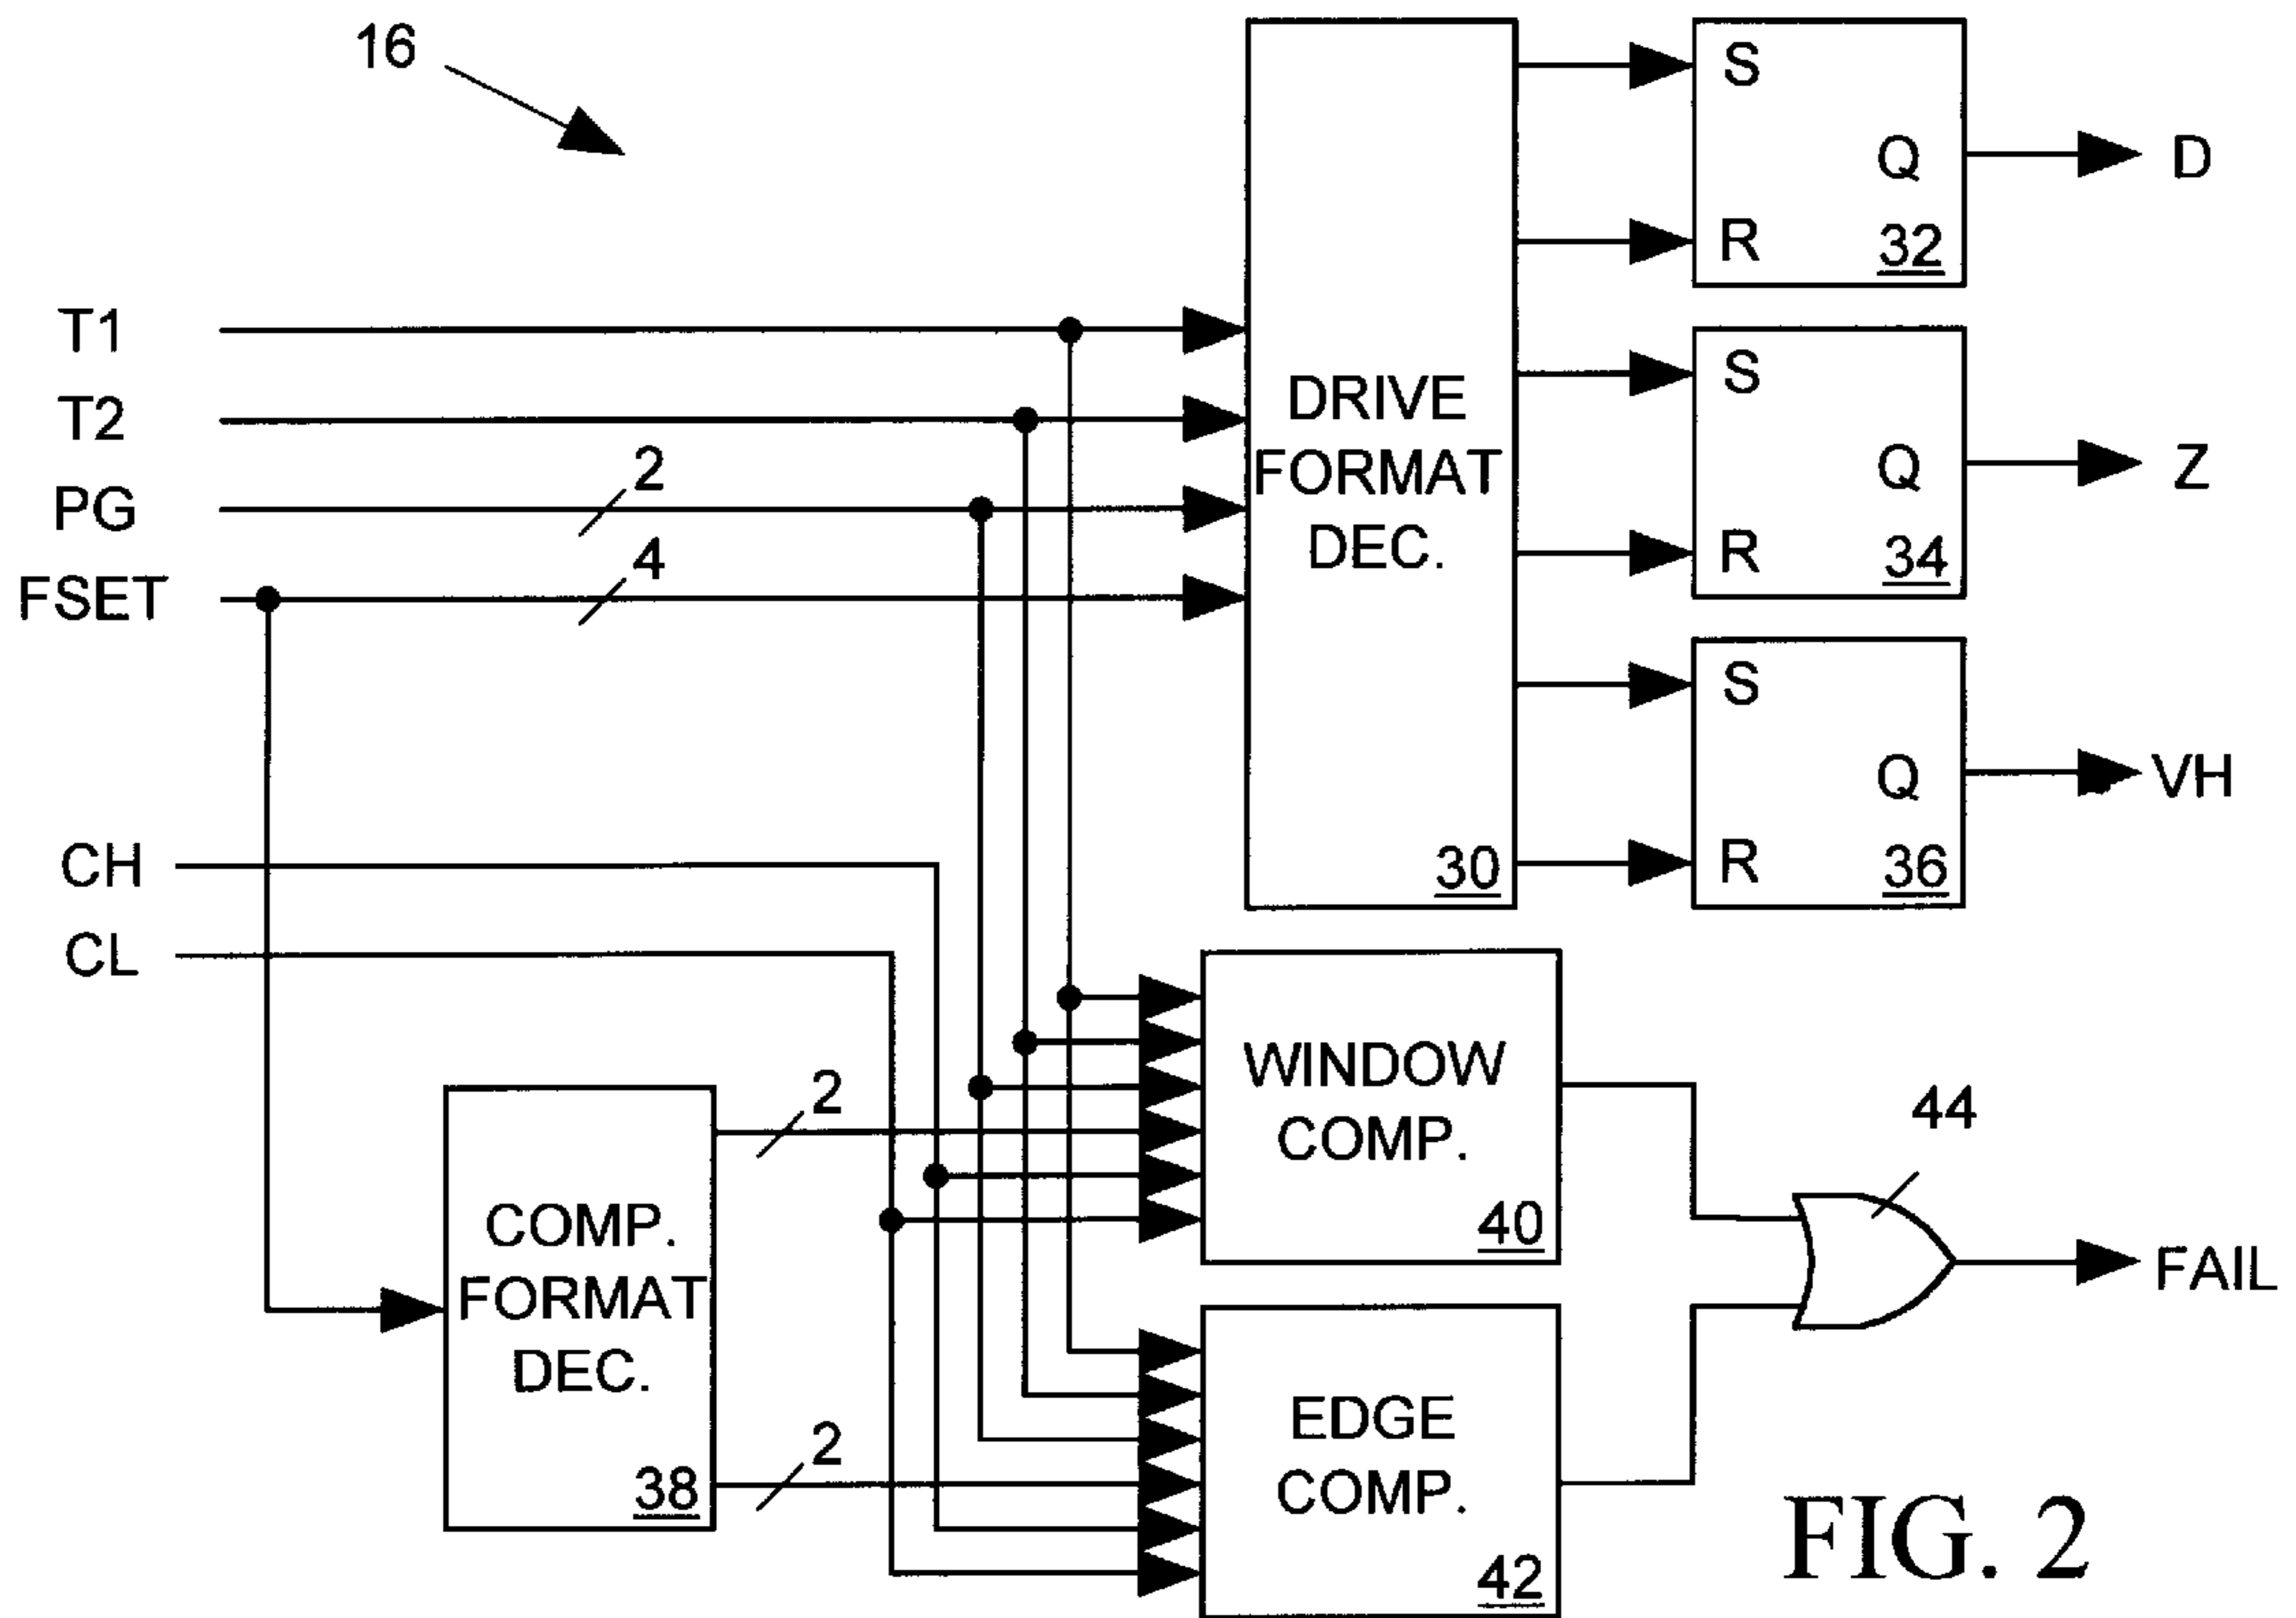 16
T1
T2
PG
2
FSET
4
CH
CL
DRIVE
FORMAT
DEC.
30
S
Q
R
32
D
S
Q
R
34
Z
S
Q
R
36
VH
COMP.
FORMAT
DEC.
38
2
2
WINDOW
COMP.
40
EDGE
COMP.
42
44
FAIL
FIG. 2